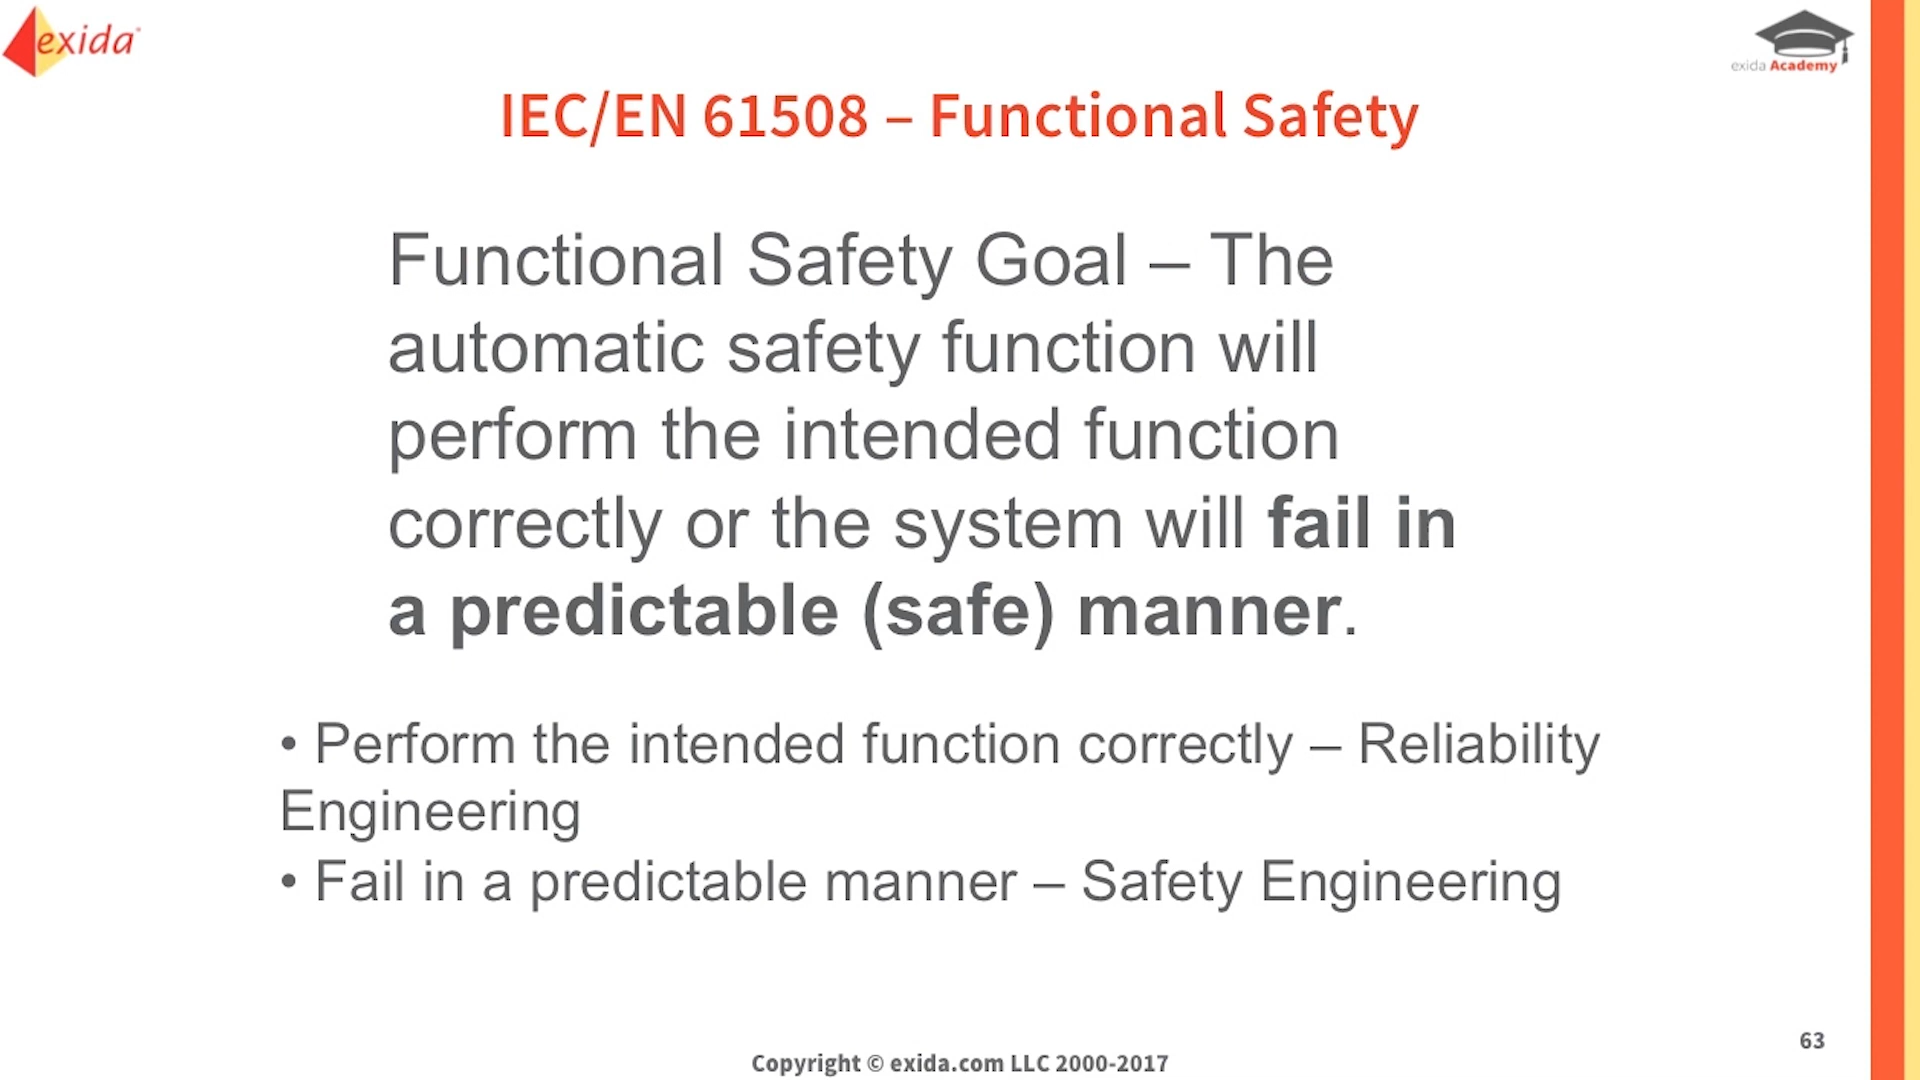 exida
exida Academy
IEC/EN 61508 – Functional Safety
Functional Safety Goal – The
automatic safety function will
perform the intended function
correctly or the system will fail in
a predictable (safe) manner.
• Perform the intended function correctly – Reliability
Engineering
• Fail in a predictable manner – Safety Engineering
63
Copyright © exida.com LLC 2000-2017